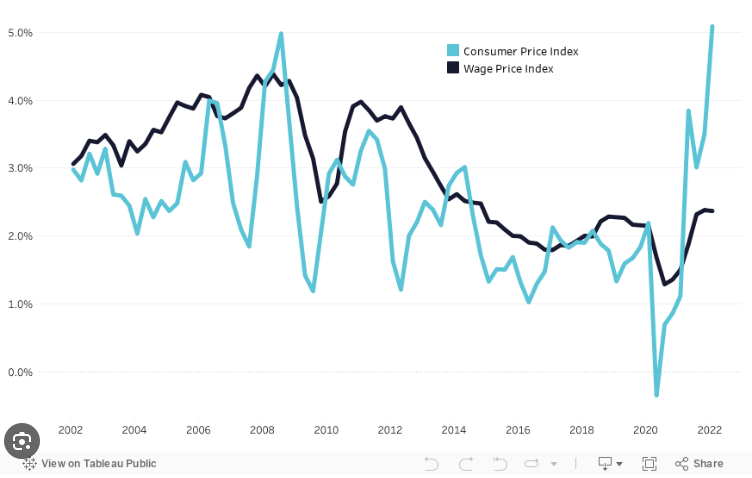 5.0%
Consumer Price Index
Wage Price Index
4.0%
3.0%
2.0%
1.0%
0.0%
2002 2004 2006 2008 2010 2012 2014 2016 2018 2020 2022
View on Tableau Public
Share